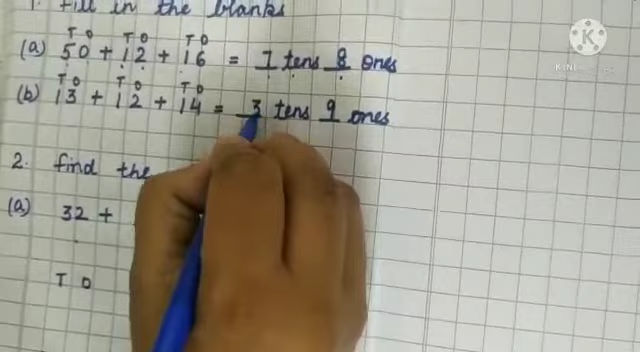 1. Fill in the blanks
T O T O T O
(a) 50 + 12 + 16 = 7 tens 8 ones
T O T O T O
(b) 13 + 12 + 14 = 3 tens 9 ones
2. find the
(a) 32 +
T O
KINEMASTER